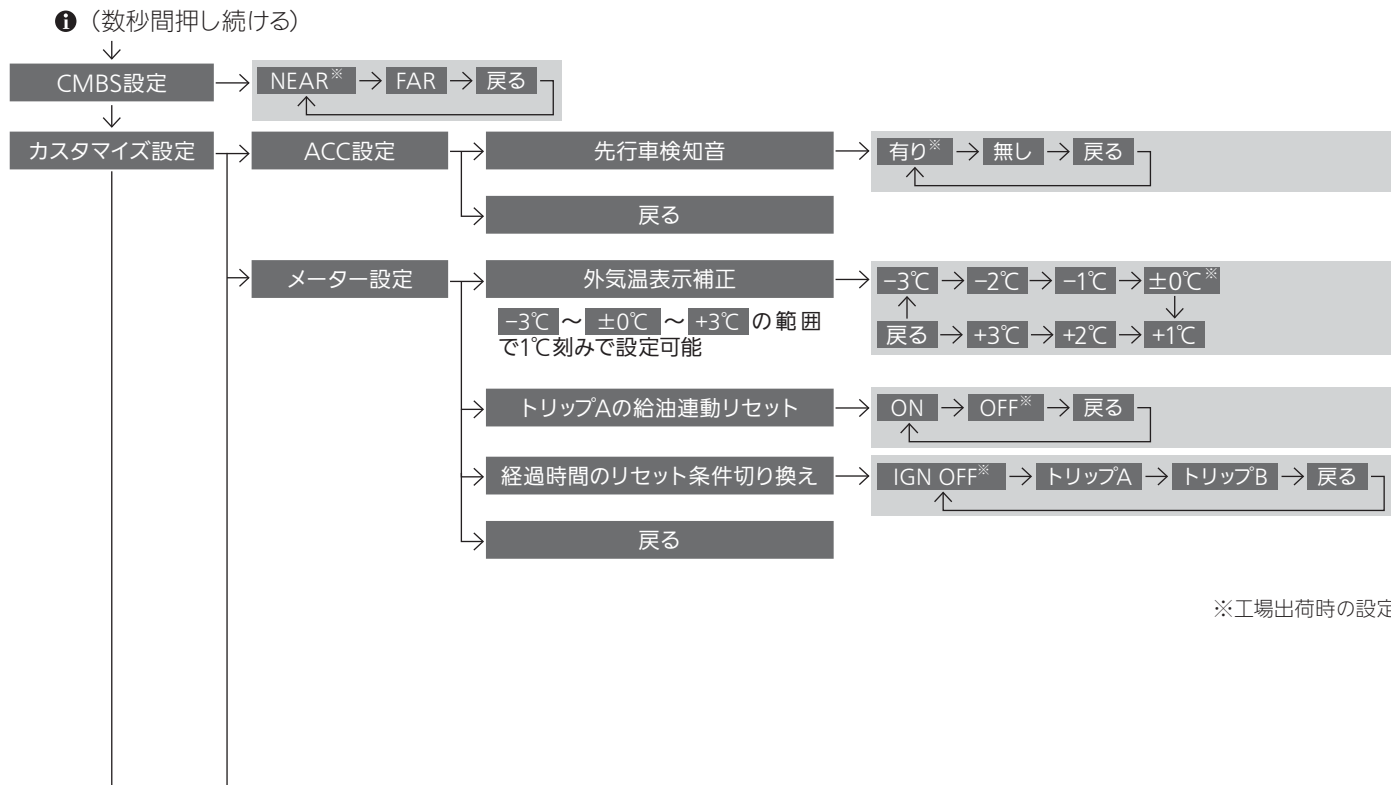 ❶ (数秒間押し続ける)
CMBS設定
NEAR※ FAR 戻る
カスタマイズ設定
ACC設定
先行車検知音
有り※ 無し 戻る
戻る
メーター設定
外気温表示補正
−3℃ −2℃ −1℃ ±0℃※
戻る +3℃ +2℃ +1℃
−3℃ ～ ±0℃ ～ +3℃ の範囲
で1℃刻みで設定可能
トリップAの給油連動リセット
ON OFF※ 戻る
経過時間のリセット条件切り換え
IGN OFF※ トリップA トリップB 戻る
戻る
※工場出荷時の設定